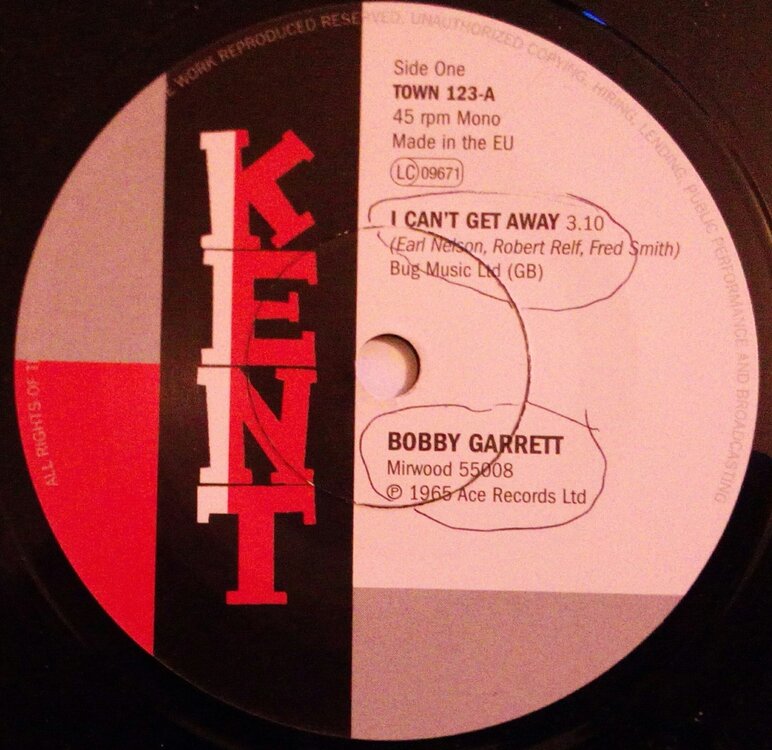 ALL RIGHTS OF T WORK REPRODUCED RESERVED. UNAUTHORIZED COPYING, HIRING, LENDING, PUBLIC PERFORMANCE AND BROADCASTING
KENT
Side One
TOWN 123-A
45 rpm Mono
Made in the EU
LC 09671
I CAN'T GET AWAY 3.10
(Earl Nelson, Robert Relf, Fred Smith)
Bug Music Ltd (GB)
BOBBY GARRETT
Mirwood 55008
℗ 1965 Ace Records Ltd